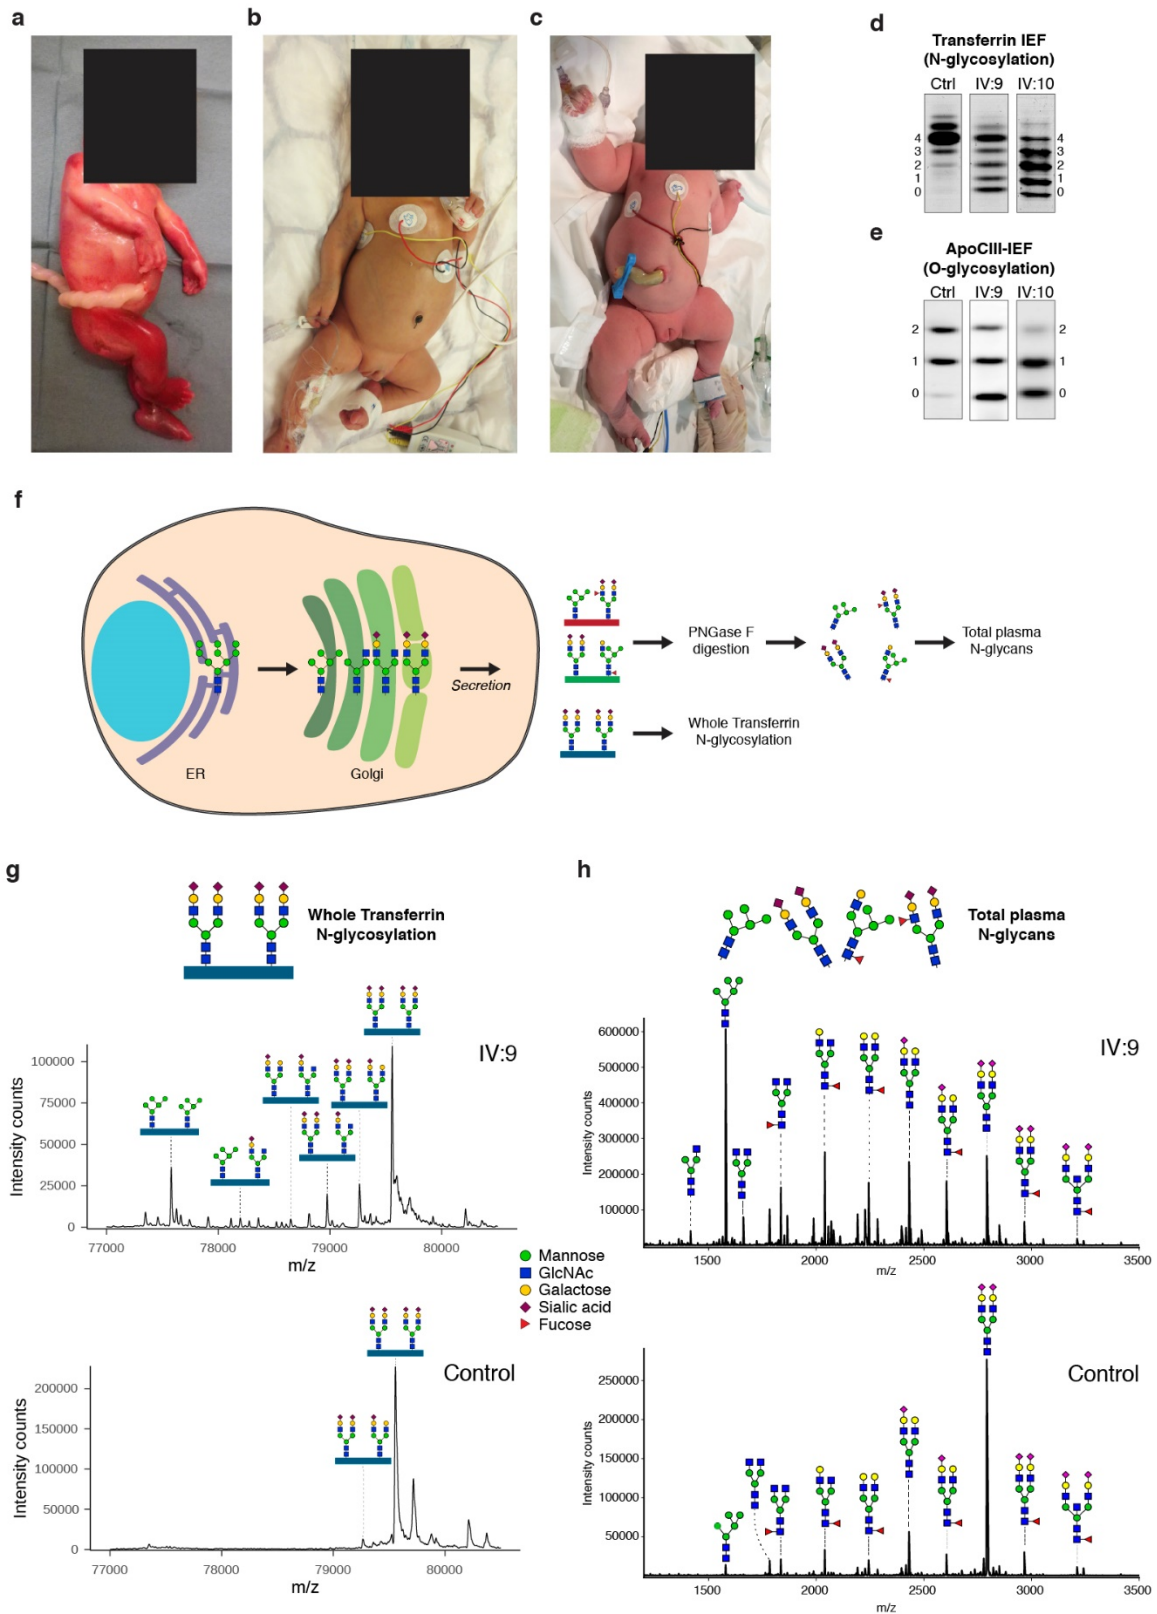 a
b
c
d
Transferrin IEF
(N-glycosylation)
Ctrl IV:9 IV:10
4 4
3 3
2 2
1 1
0 0
e
ApoCIII-IEF
(O-glycosylation)
Ctrl IV:9 IV:10
2 2
1 1
0 0
f
ER
Golgi
Secretion
PNGase F
digestion
Total plasma
N-glycans
Whole Transferrin
N-glycosylation
g
Whole Transferrin
N-glycosylation
IV:9
Intensity counts
100000
75000
50000
25000
0
77000 78000 79000 80000
m/z
Mannose
GlcNAc
Galactose
Sialic acid
Fucose
Control
Intensity counts
200000
150000
100000
50000
0
77000 78000 79000 80000
m/z
h
Total plasma
N-glycans
IV:9
Intensity counts
600000
500000
400000
300000
200000
100000
1500 2000 2500 3000 3500
m/z
Control
Intensity counts
250000
200000
150000
100000
50000
1500 2000 2500 3000 3500
m/z